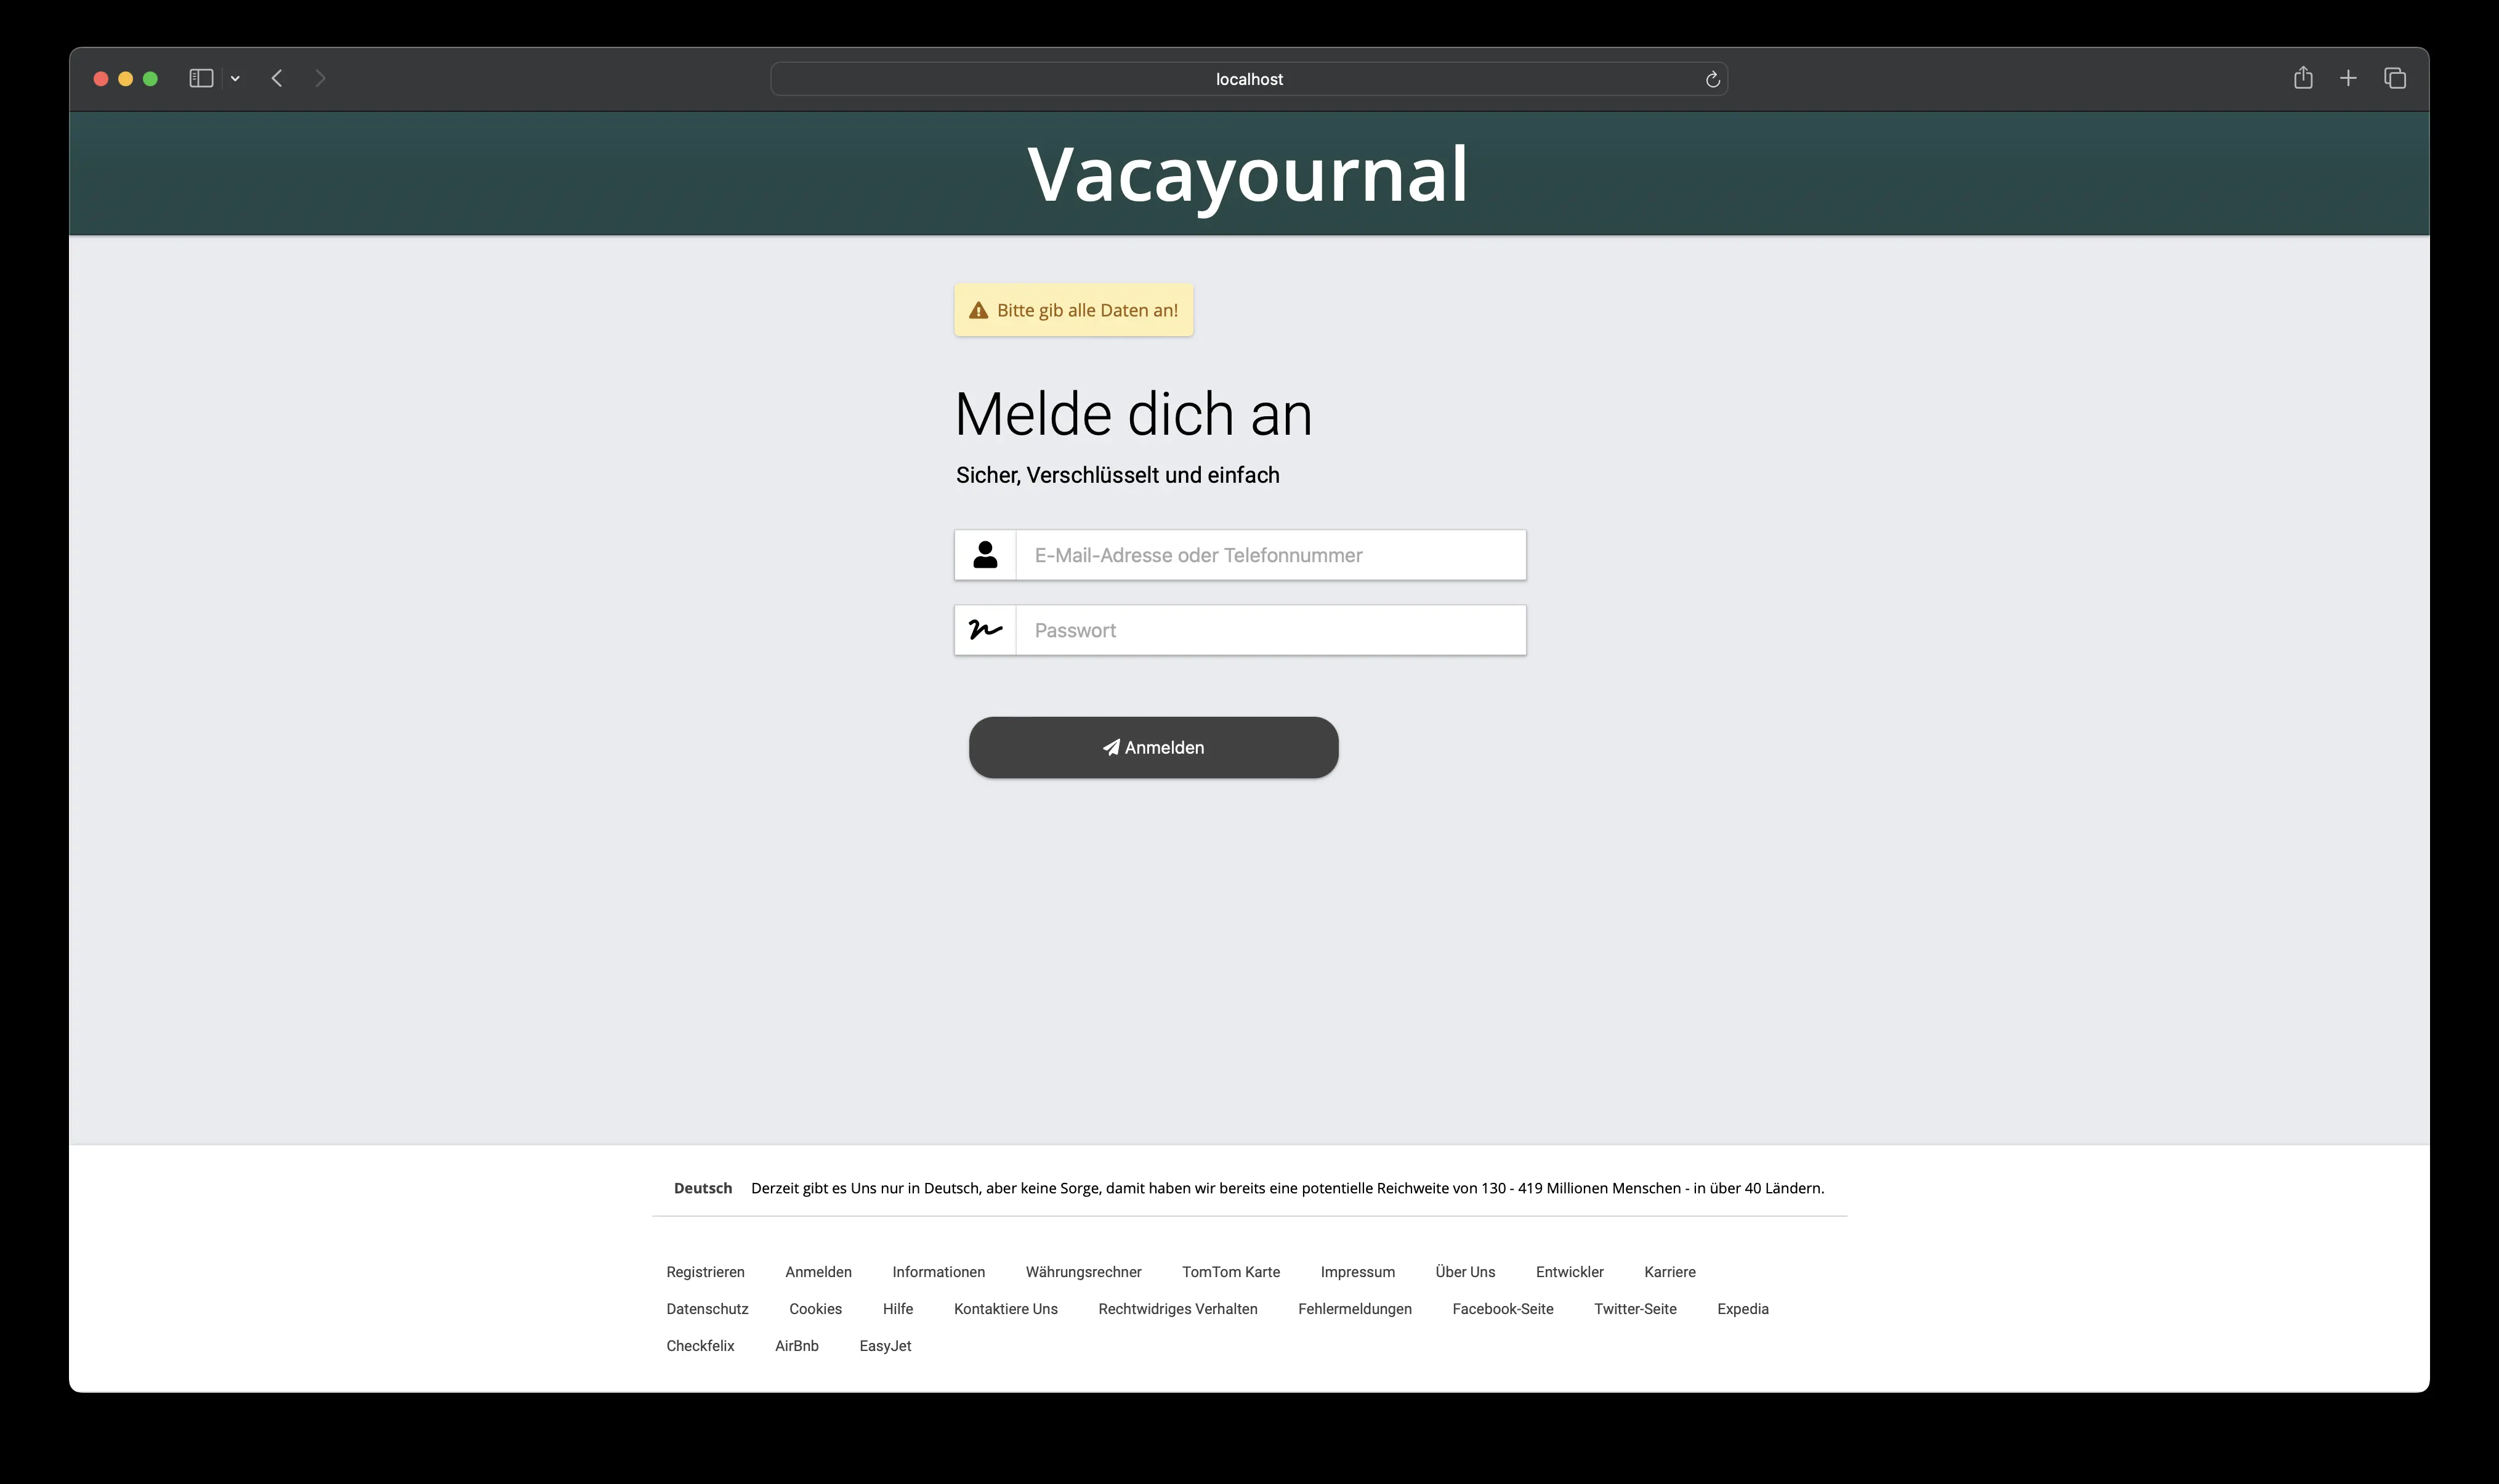 localhost
Vacayournal
Bitte gib alle Daten an!
Melde dich an
Sicher, Verschlüsselt und einfach
E-Mail-Adresse oder Telefonnummer
Passwort
Anmelden
Deutsch Derzeit gibt es Uns nur in Deutsch, aber keine Sorge, damit haben wir bereits eine potentielle Reichweite von 130 - 419 Millionen Menschen - in über 40 Ländern.
Registrieren Anmelden Informationen Währungsrechner TomTom Karte Impressum Über Uns Entwickler Karriere
Datenschutz Cookies Hilfe Kontaktiere Uns Rechtwidriges Verhalten Fehlermeldungen Facebook-Seite Twitter-Seite Expedia
Checkfelix AirBnb EasyJet